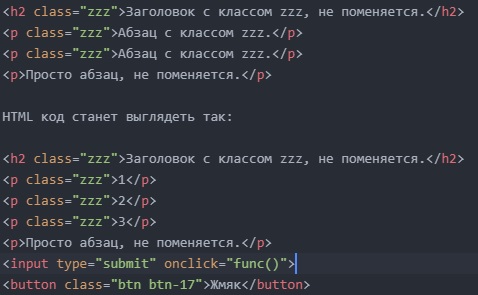 <h2 class="zzz">Заголовок с классом zzz, не поменяется.</h2>
<p class="zzz">Абзац с классом zzz.</p>
<p class="zzz">Абзац с классом zzz.</p>
<p>Просто абзац, не поменяется.</p>
HTML код станет выглядеть так:
<h2 class="zzz">Заголовок с классом zzz, не поменяется.</h2>
<p class="zzz">1</p>
<p class="zzz">2</p>
<p class="zzz">3</p>
<p>Просто абзац, не поменяется.</p>
<input type="submit" onclick="func()">
<button class="btn btn-17">Жмяк</button>